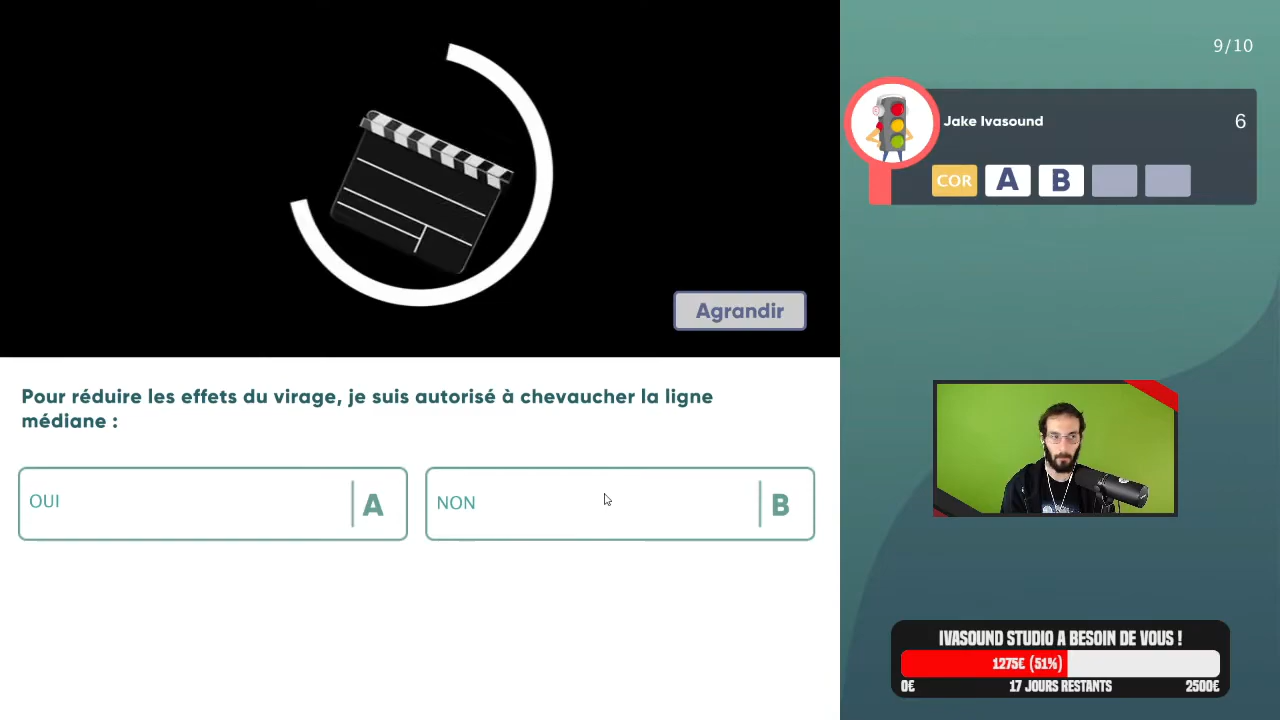 9/10
Jake Ivasound
6
COR A B
Agrandir
Pour réduire les effets du virage, je suis autorisé à chevaucher la ligne
médiane :
OUI A
NON B
IVASOUND STUDIO A BESOIN DE VOUS !
1275€ (51%)
0€ 17 JOURS RESTANTS 2500€